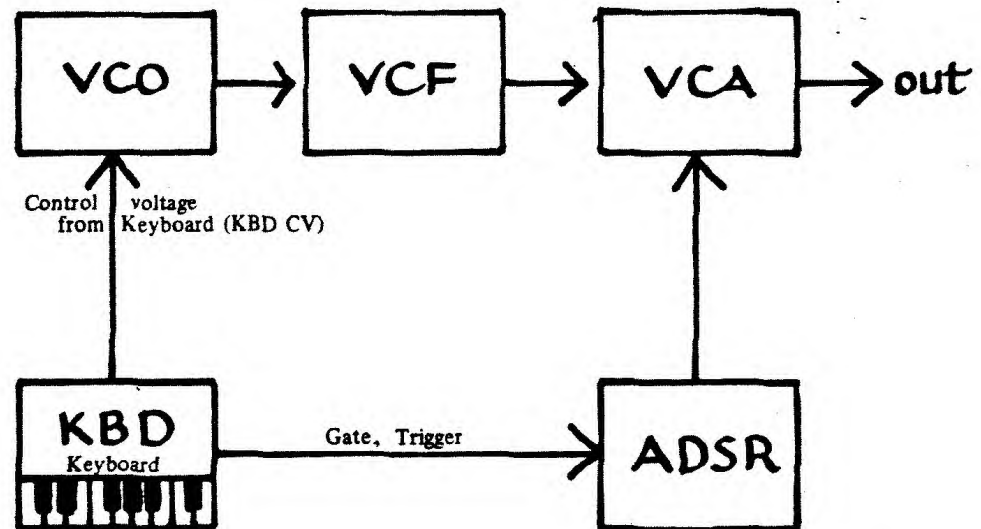 VCO
VCF
VCA
out
Control voltage
from Keyboard (KBD CV)
KBD
Keyboard
Gate, Trigger
ADSR